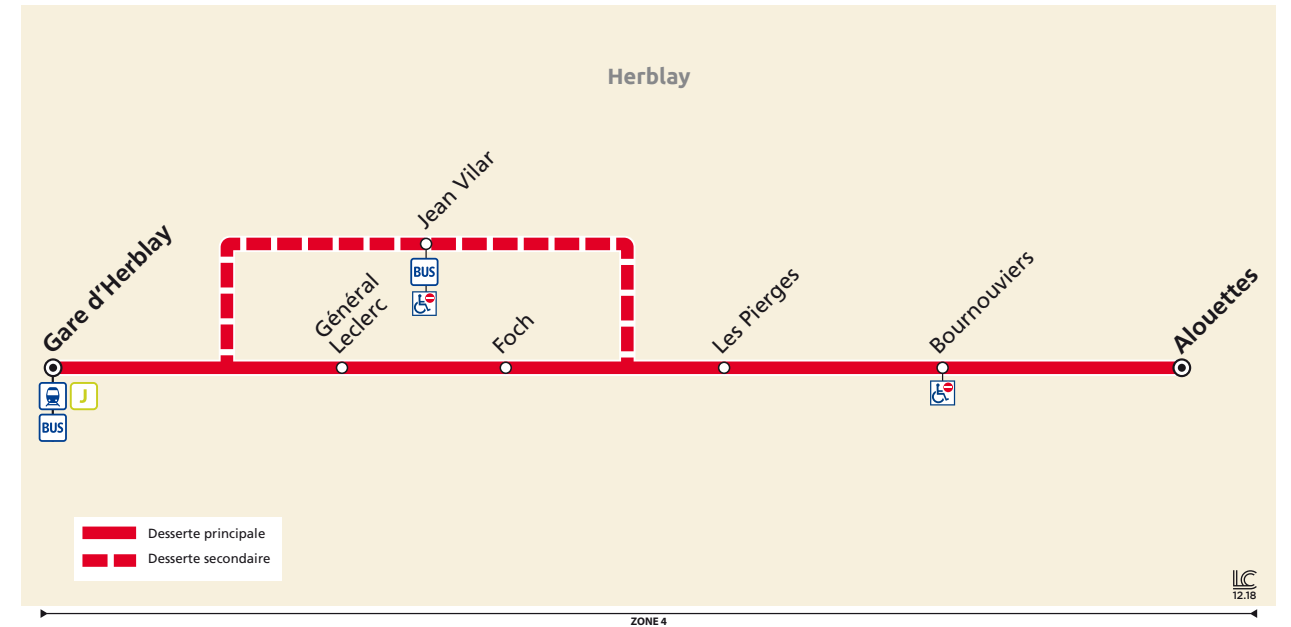 Herblay
Gare d'Herblay
Jean Vilar
BUS
Général
Leclerc
Foch
Les Pierges
Bournouviers
Alouettes
J
BUS
Desserte principale
Desserte secondaire
LC
12.18
ZONE 4